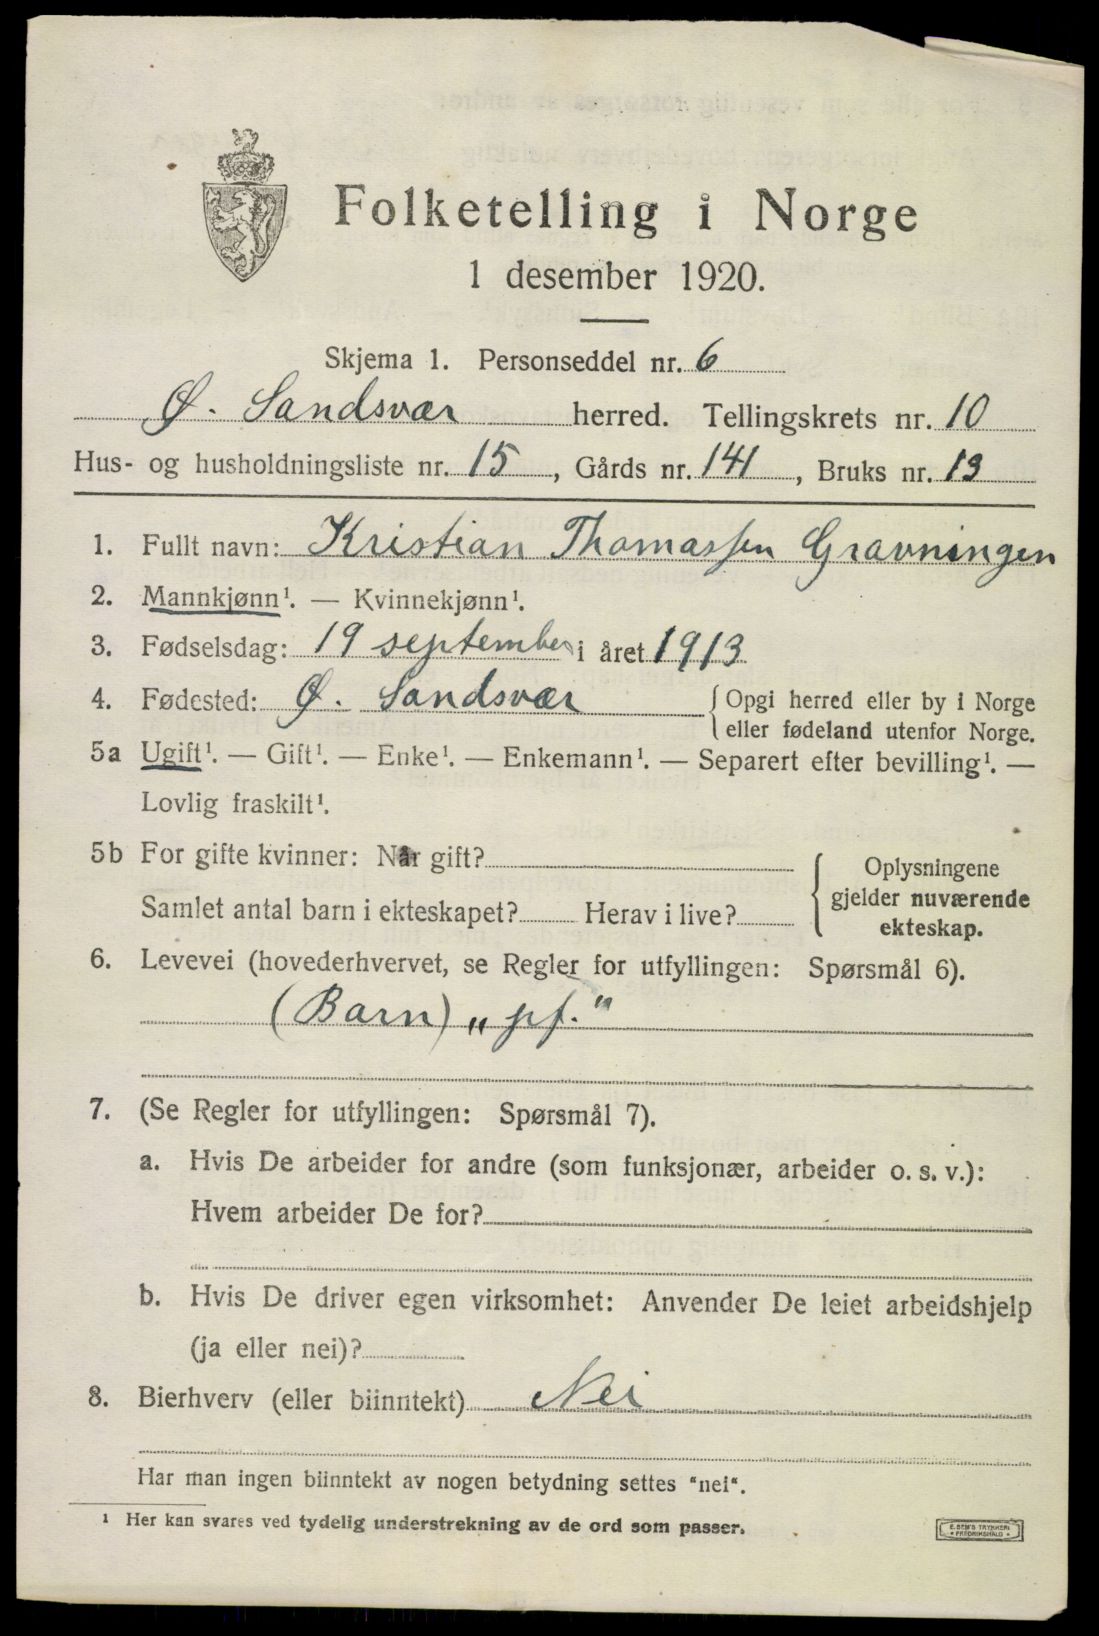 Folketelling i Norge
1 desember 1920.
Skjema 1. Personseddel nr. 6
Ø. Sandsvær herred. Tellingskrets nr. 10
Hus- og husholdningsliste nr. 15, Gårds nr. 141, Bruks nr. 13
1. Fullt navn: Kristian Thomassen Gravningen
2. Mannkjønn¹. — Kvinnekjønn¹.
3. Fødselsdag: 19 september i året 1913
4. Fødested: Ø. Sandsvær { Opgi herred eller by i Norge
eller fødeland utenfor Norge.
5a Ugift¹. — Gift¹. — Enke¹. — Enkemann¹. — Separert efter bevilling¹. —
Lovlig fraskilt¹.
5b For gifte kvinner: Når gift?
Samlet antal barn i ekteskapet? Herav i live?
Oplysningene
gjelder nuværende
ekteskap.
6. Levevei (hovederhvervet, se Regler for utfyllingen: Spørsmål 6).
(Barn) „pf.“
7. (Se Regler for utfyllingen: Spørsmål 7).
a. Hvis De arbeider for andre (som funksjonær, arbeider o. s. v.):
Hvem arbeider De for?
b. Hvis De driver egen virksomhet: Anvender De leiet arbeidshjelp
(ja eller nei)?
8. Bierhverv (eller biinntekt) Nei
Har man ingen biinntekt av nogen betydning settes “nei“.
¹ Her kan svares ved tydelig understrekning av de ord som passer.
E. SEM'S TRYKKERI
FREDRIKSHALD